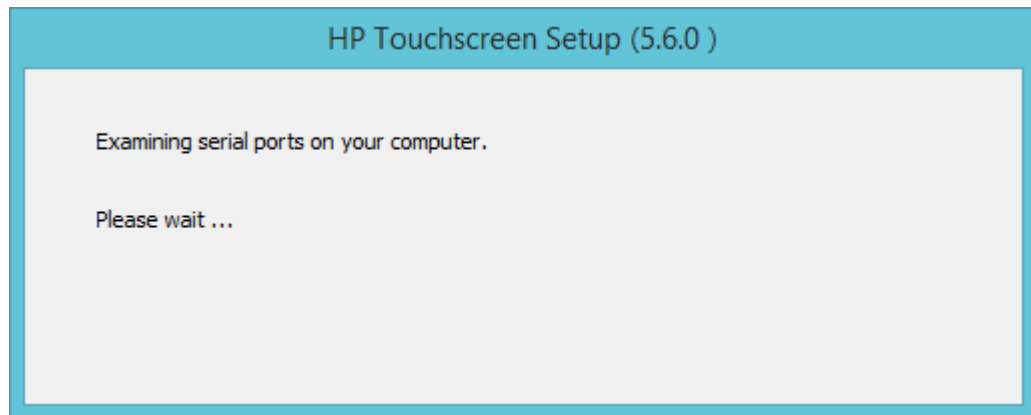 HP Touchscreen Setup (5.6.0 )
Examining serial ports on your computer.
Please wait ...